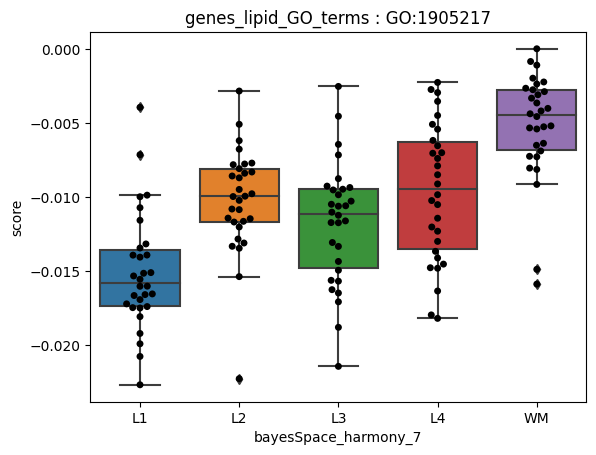 genes_lipid_GO_terms : GO:1905217
0.000
−0.005
−0.010
−0.015
−0.020
score
L1 L2 L3 L4 WM
bayesSpace_harmony_7